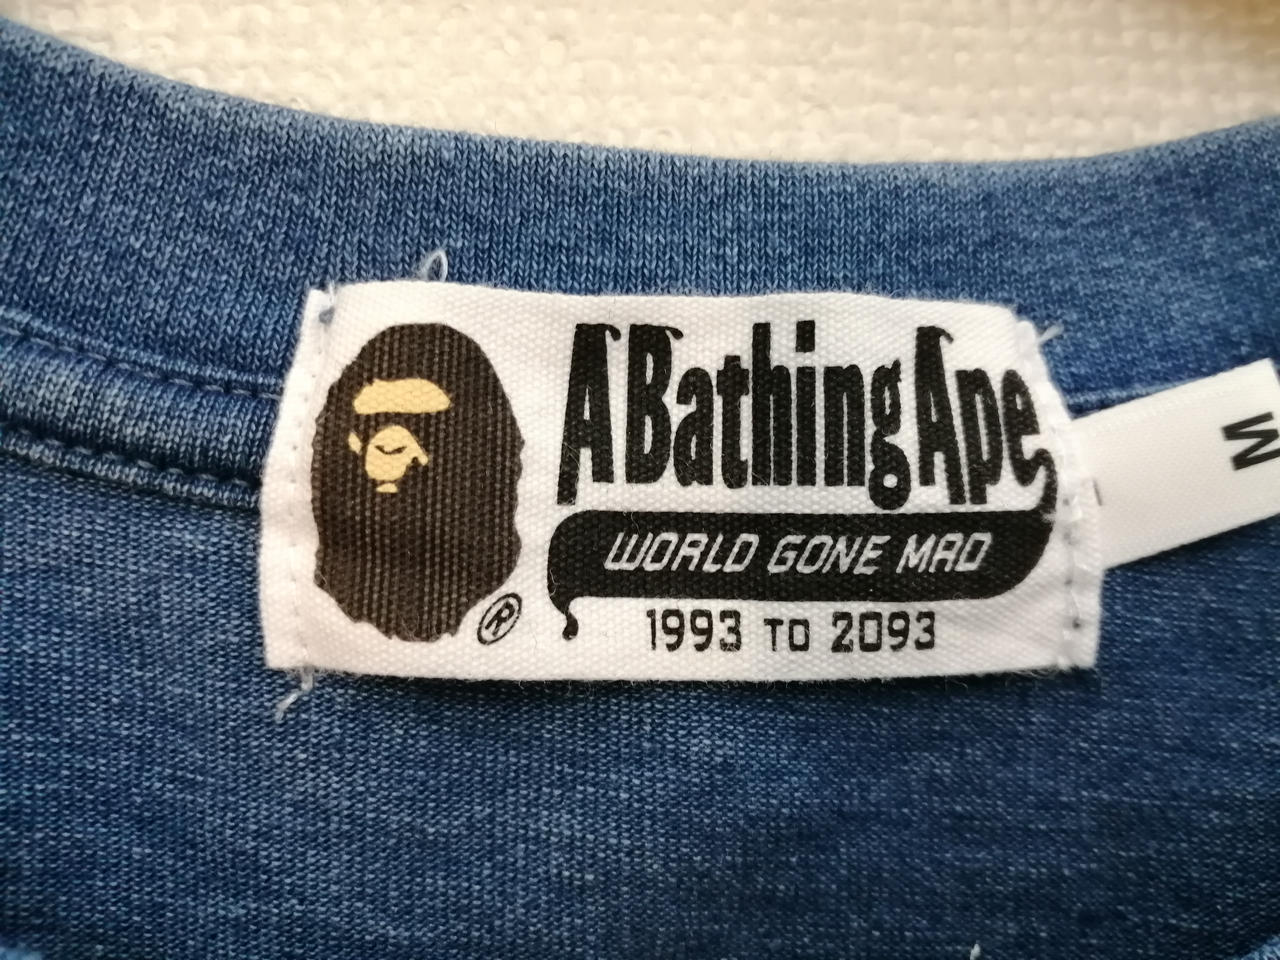 A Bathing Ape
WORLD GONE MAD
1993 TO 2093
®
M